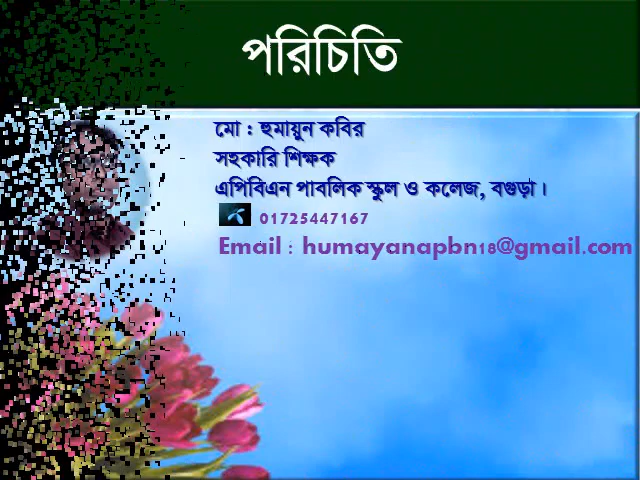 পরিচিতি
মো : হুমায়ুন কবির
সহকারি শিক্ষক
এপিবিএন পাবলিক স্কুল ও কলেজ, বগুড়া।
01725447167
Email : humayanapbn18@gmail.com